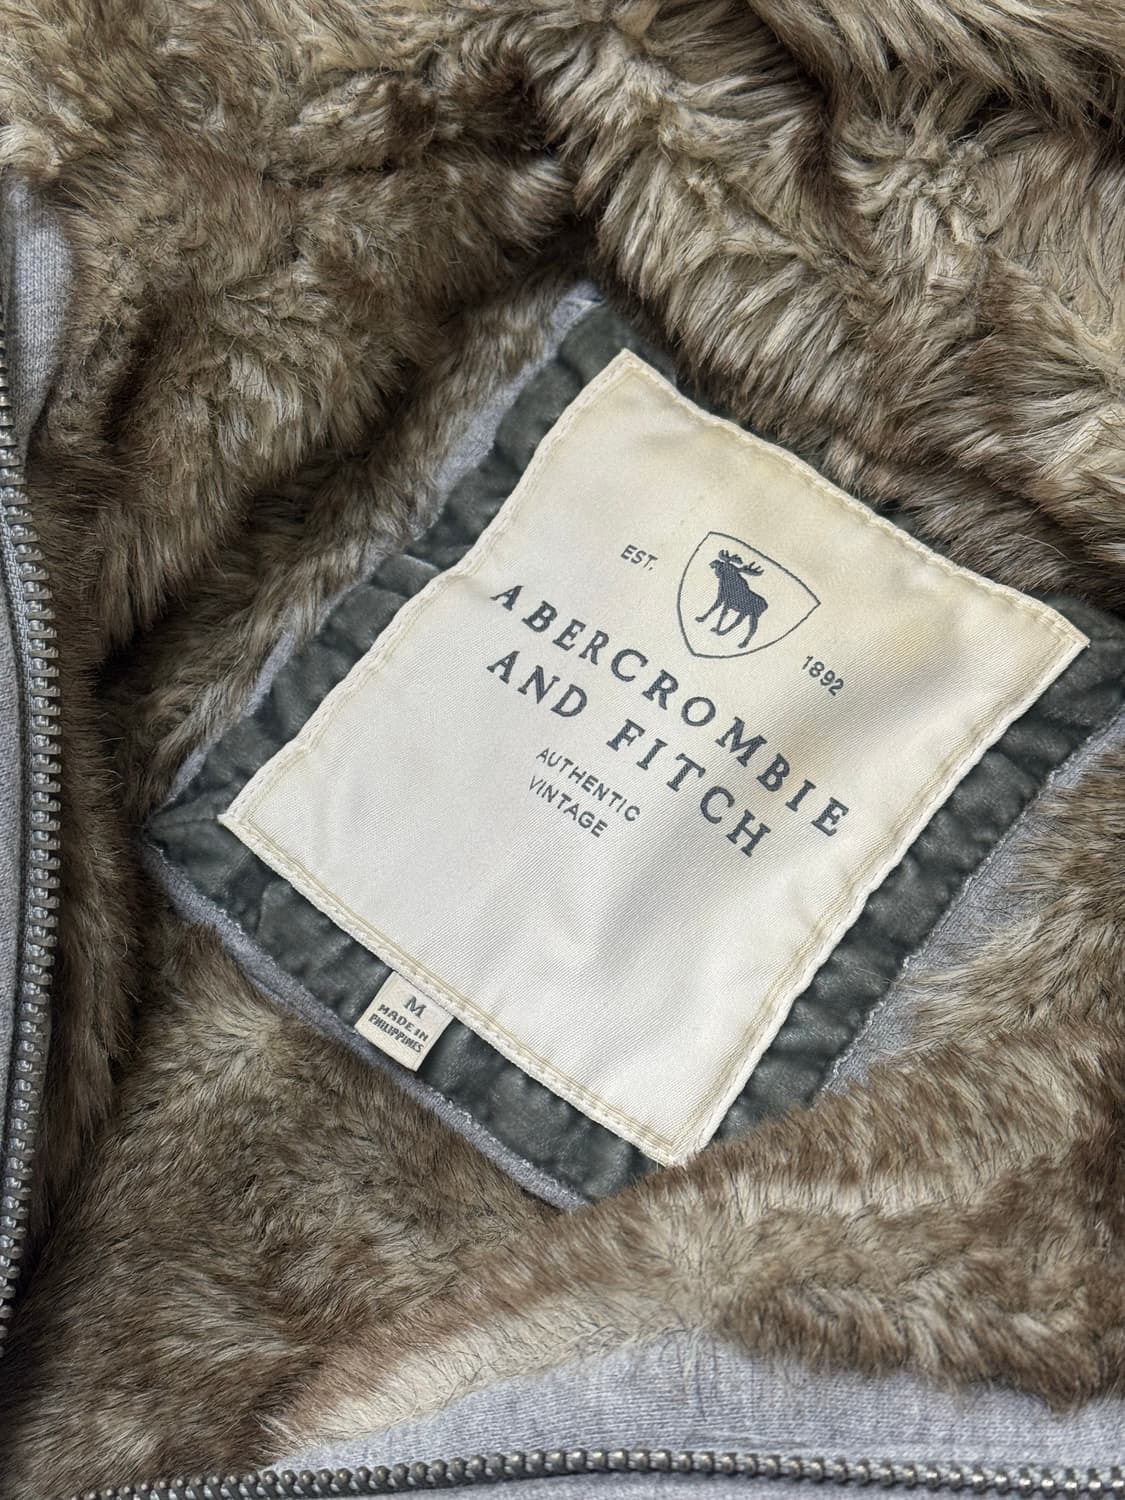 EST. 1892
ABERCROMBIE
AND FITCH
AUTHENTIC
VINTAGE
M
MADE IN
PHILIPPINES